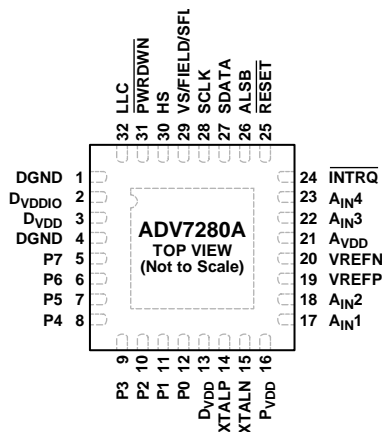 32 LLC
31 PWRDWN
30 HS
29 VS/FIELD/SFL
28 SCLK
27 SDATA
26 ALSB
25 RESET
DGND 1
DVDDIO 2
DVDD 3
DGND 4
P7 5
P6 6
P5 7
P4 8
ADV7280A
TOP VIEW
(Not to Scale)
24 INTRQ
23 AIN4
22 AIN3
21 AVDD
20 VREFN
19 VREFP
18 AIN2
17 AIN1
P3 9
P2 10
P1 11
P0 12
DVDD 13
XTALP 14
XTALN 15
PVDD 16